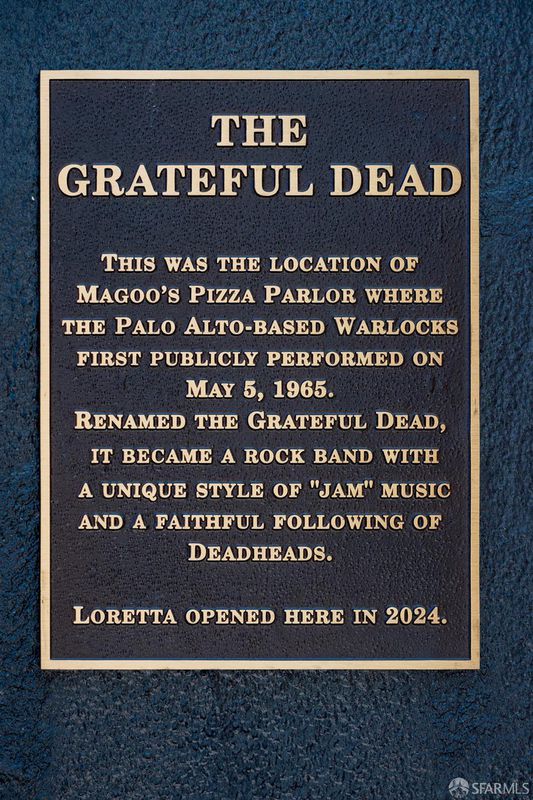 THE
GRATEFUL DEAD
THIS WAS THE LOCATION OF
MAGOO'S PIZZA PARLOR WHERE
THE PALO ALTO-BASED WARLOCKS
FIRST PUBLICLY PERFORMED ON
MAY 5, 1965.
RENAMED THE GRATEFUL DEAD,
IT BECAME A ROCK BAND WITH
A UNIQUE STYLE OF "JAM" MUSIC
AND A FAITHFUL FOLLOWING OF
DEADHEADS.
LORETTA OPENED HERE IN 2024.
SFARMLS